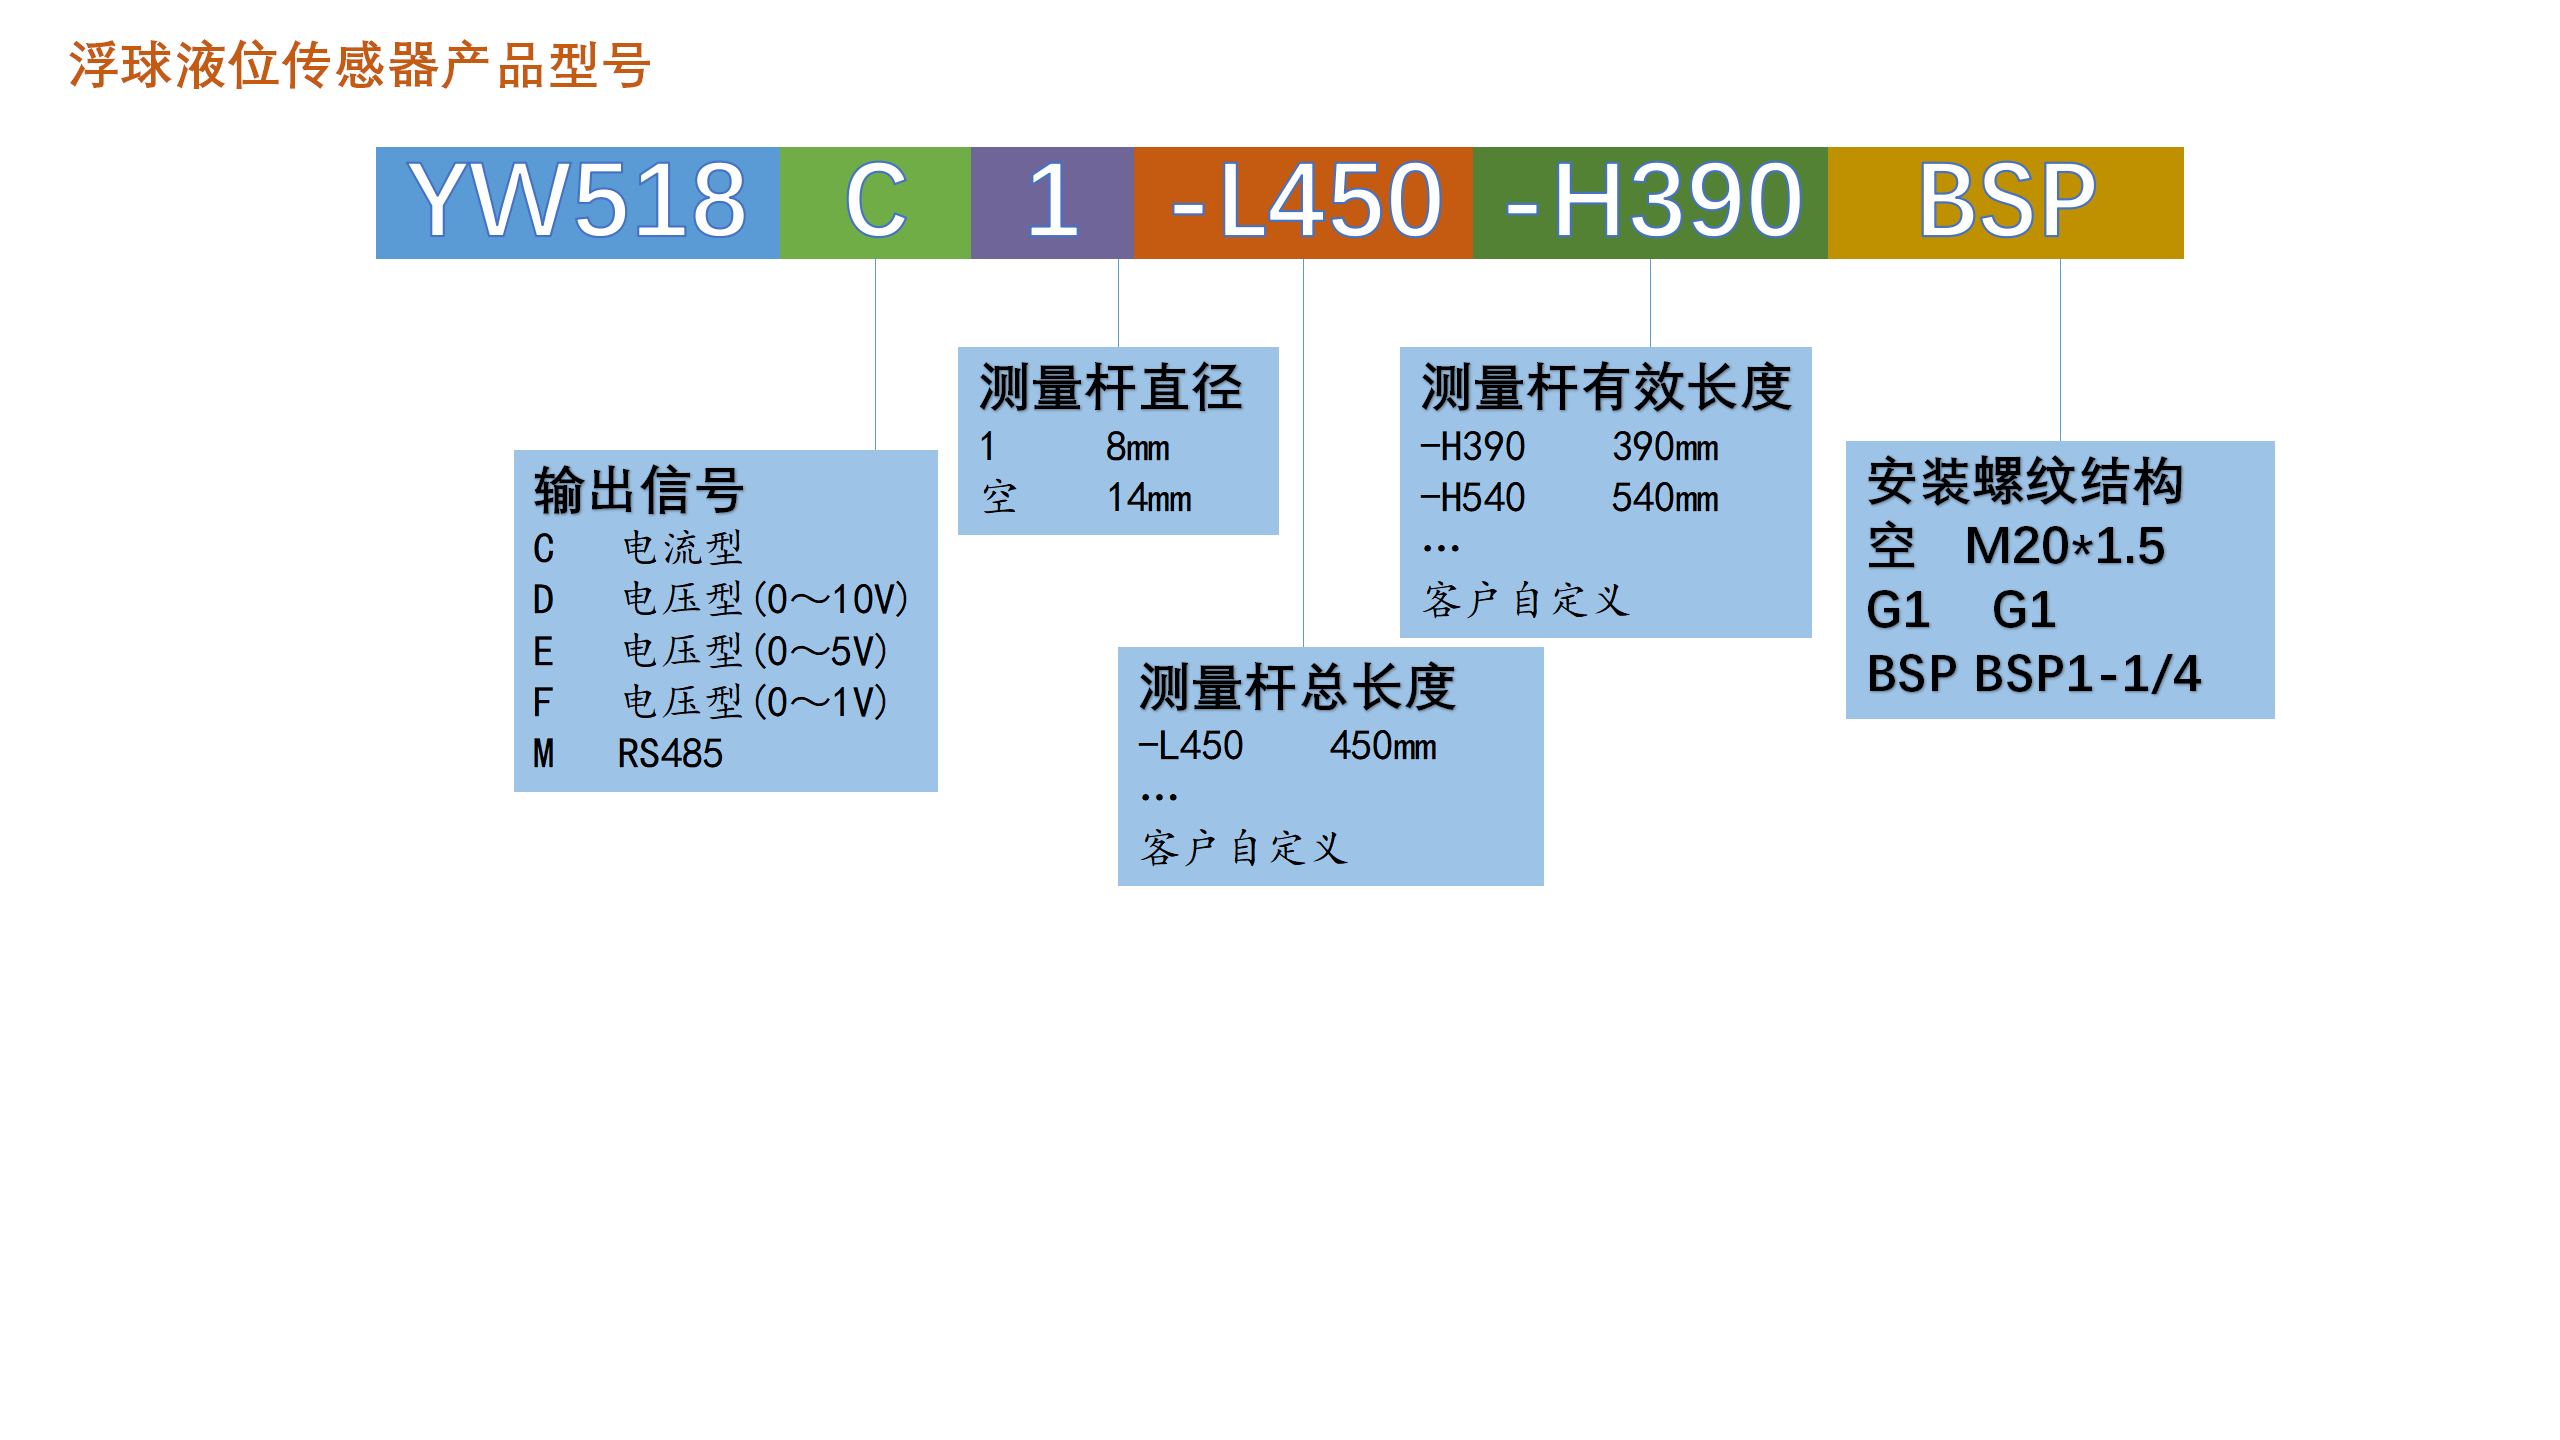 浮球液位传感器产品型号
YW518 C 1 -L450 -H390 BSP
输出信号
C 电流型
D 电压型(0～10V)
E 电压型(0～5V)
F 电压型(0～1V)
M RS485
测量杆直径
1 8mm
空 14mm
测量杆总长度
-L450 450mm
…
客户自定义
测量杆有效长度
-H390 390mm
-H540 540mm
…
客户自定义
安装螺纹结构
空 M20*1.5
G1 G1
BSP BSP1-1/4